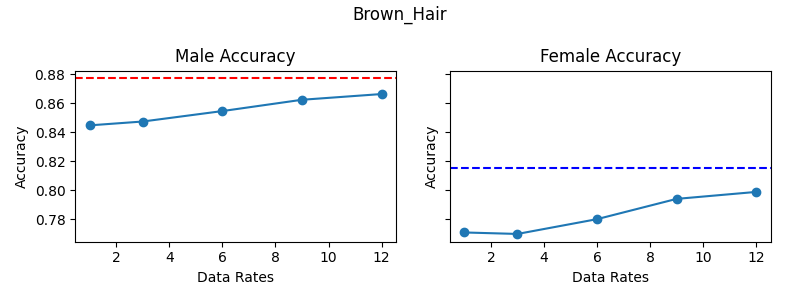 Brown_Hair
Male Accuracy
Female Accuracy
0.88
0.86
0.84
0.82
0.80
0.78
Accuracy
Accuracy
2 4 6 8 10 12
2 4 6 8 10 12
Data Rates
Data Rates